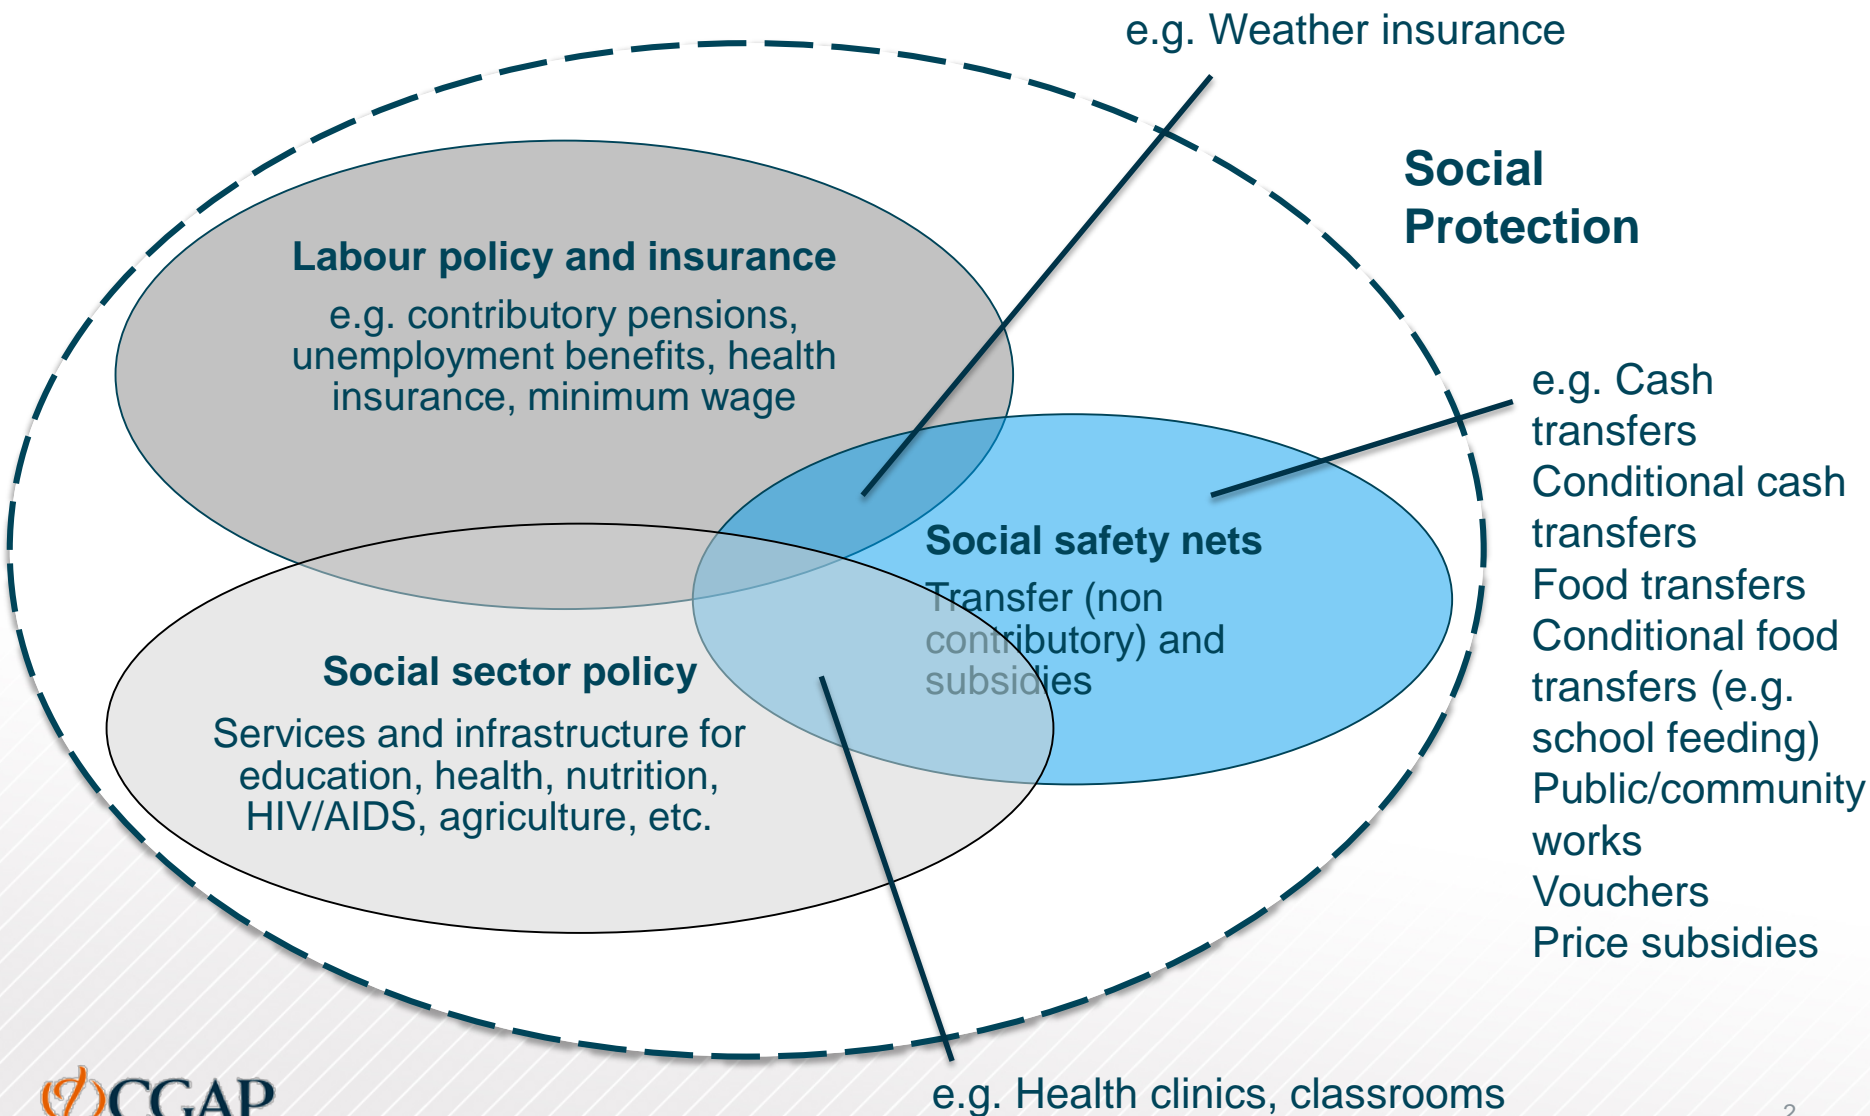 e.g. Weather insurance
Social
Protection
Labour policy and insurance
e.g. contributory pensions,
unemployment benefits, health
insurance, minimum wage
e.g. Cash
transfers
Conditional cash
transfers
Food transfers
Conditional food
transfers (e.g.
school feeding)
Public/community
works
Vouchers
Price subsidies
Social safety nets
Transfer (non
contributory) and
subsidies
Social sector policy
Services and infrastructure for
education, health, nutrition,
HIV/AIDS, agriculture, etc.
e.g. Health clinics, classrooms
CGAP
2